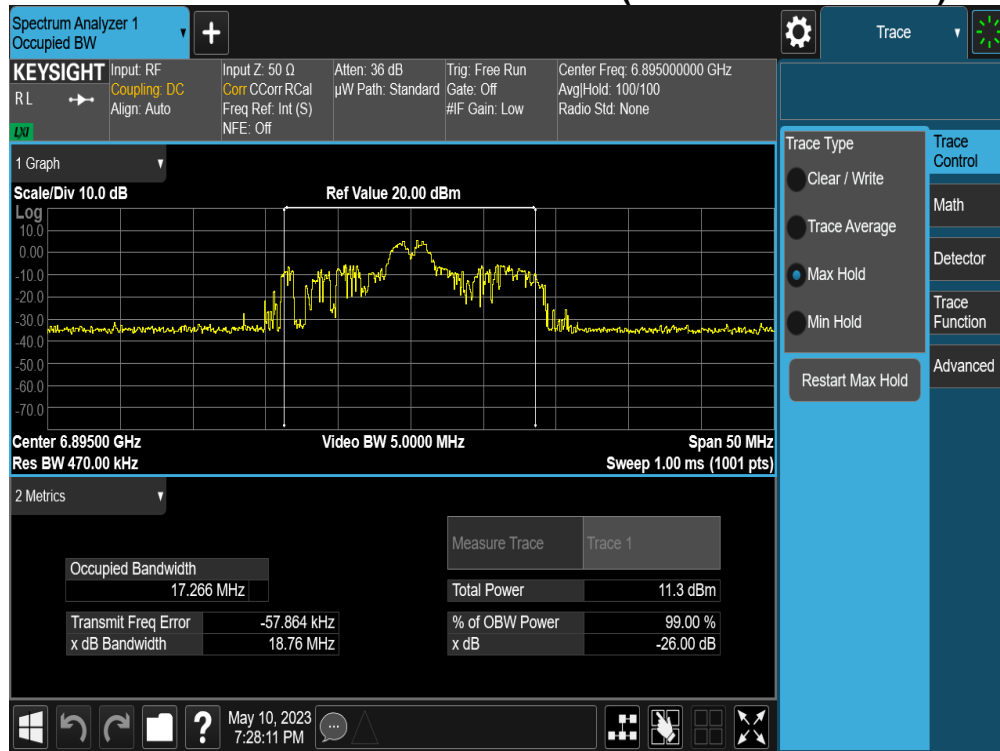 Spectrum Analyzer 1
Occupied BW
+
Trace
KEYSIGHT
RL
LXI
Input: RF
Coupling: DC
Align: Auto
Input Z: 50 Ω
Corr CCorr RCal
Freq Ref: Int (S)
NFE: Off
Atten: 36 dB
µW Path: Standard
Trig: Free Run
Gate: Off
#IF Gain: Low
Center Freq: 6.895000000 GHz
Avg|Hold: 100/100
Radio Std: None
1 Graph
Scale/Div 10.0 dB
Ref Value 20.00 dBm
Log
10.0
0.00
-10.0
-20.0
-30.0
-40.0
-50.0
-60.0
-70.0
Center 6.89500 GHz
Video BW 5.0000 MHz
Span 50 MHz
Res BW 470.00 kHz
Sweep 1.00 ms (1001 pts)
2 Metrics
Measure Trace
Trace 1
Occupied Bandwidth
17.266 MHz
Total Power 11.3 dBm
Transmit Freq Error -57.864 kHz
% of OBW Power 99.00 %
x dB Bandwidth 18.76 MHz
x dB -26.00 dB
Trace Type
Clear / Write
Trace Average
Max Hold
Min Hold
Restart Max Hold
Trace
Control
Math
Detector
Trace
Function
Advanced
?
May 10, 2023
7:28:11 PM